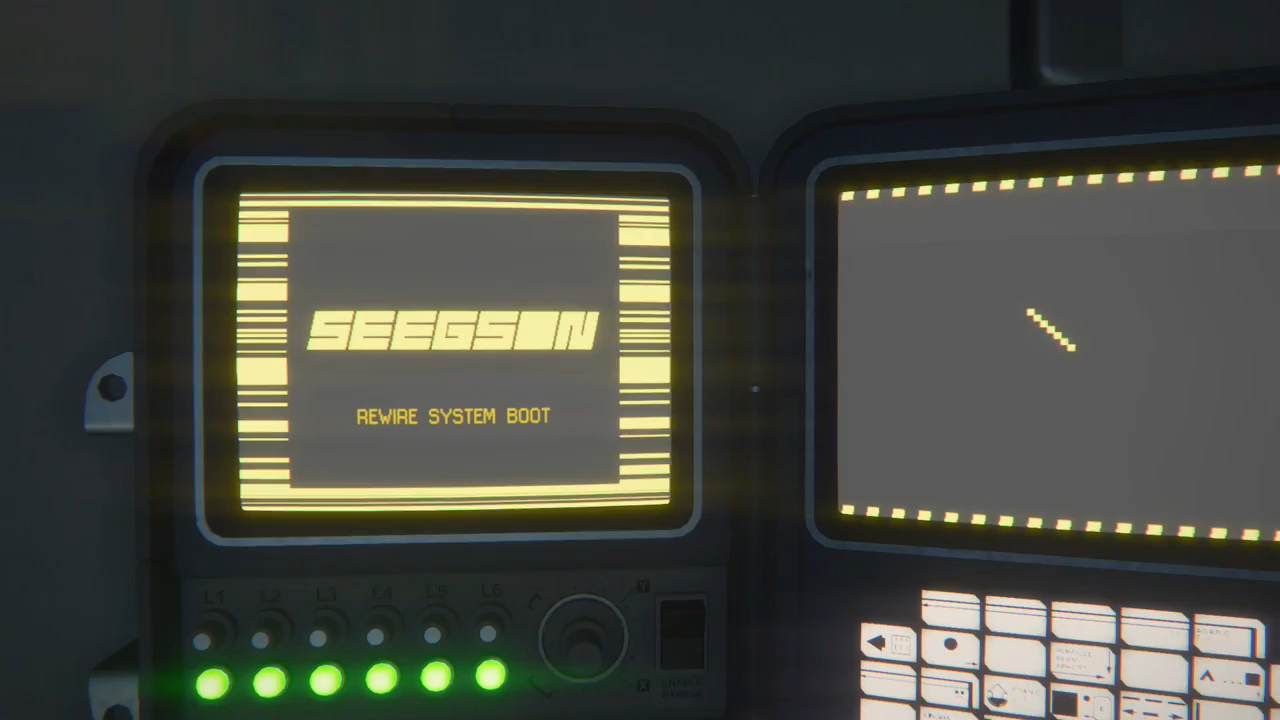 SEEGSON
REWIRE SYSTEM BOOT
L1 L2 L3 L4 L5 L6
Y
X